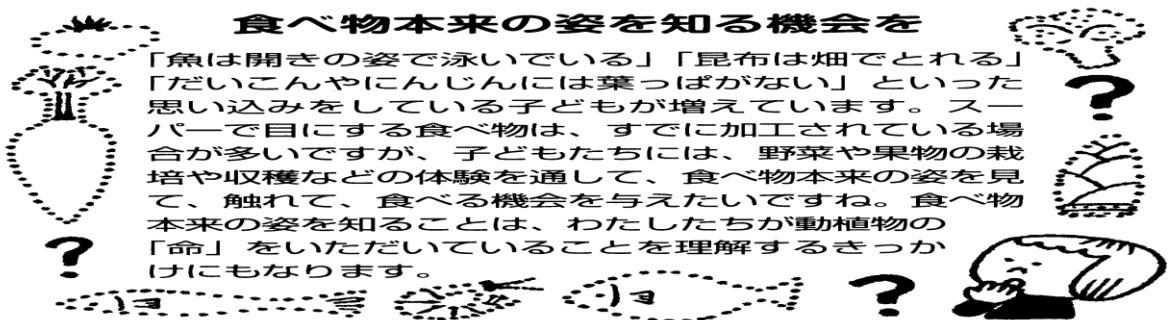 食べ物本来の姿を知る機会を
「魚は開きの姿で泳いでいる」「昆布は畑でとれる」
「だいこんやにんじんには葉っぱがない」といった
思い込みをしている子どもが増えています。スー
パーで目にする食べ物は、すでに加工されている場
合が多いですが、子どもたちには、野菜や果物の栽
培や収穫などの体験を通して、食べ物本来の姿を見
て、触れて、食べる機会を与えたいですね。食べ物
本来の姿を知ることは、わたしたちが動植物の
「命」をいただいていることを理解するきっか
けにもなります。
?
?
?